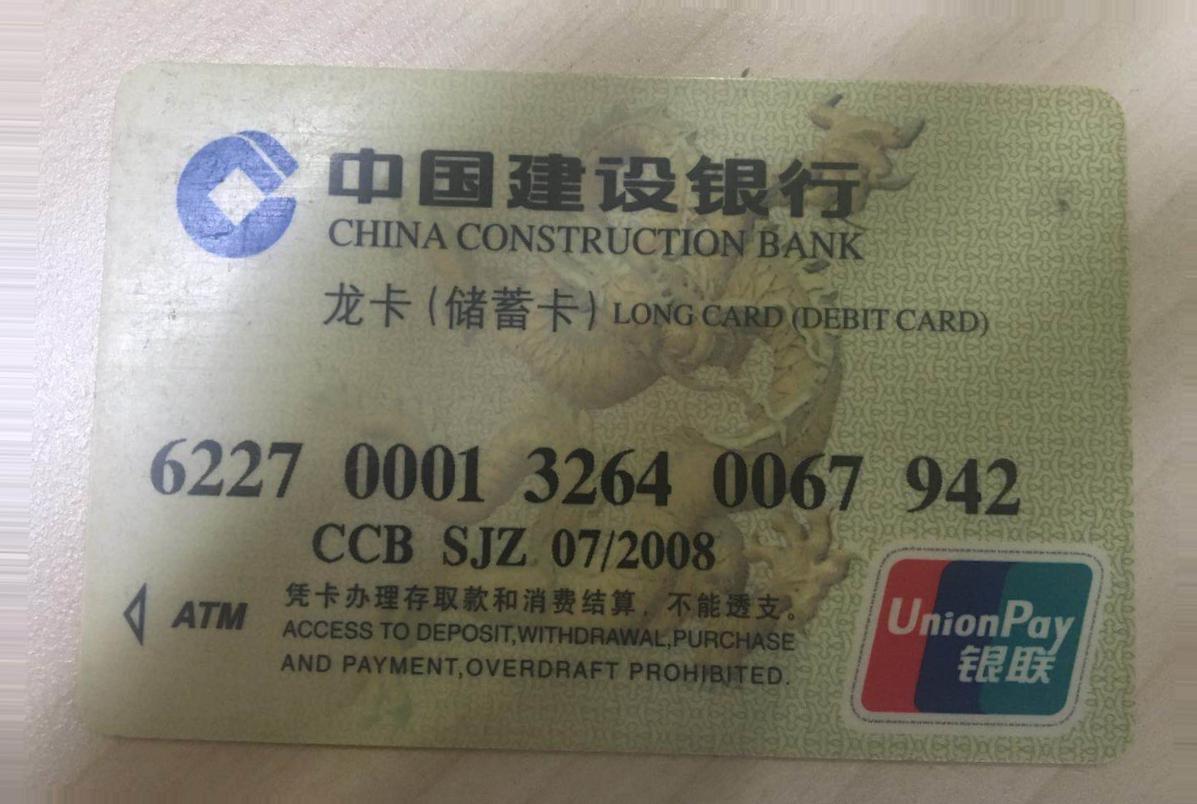 中国建设银行
CHINA CONSTRUCTION BANK
龙卡(储蓄卡) LONG CARD (DEBIT CARD)
6227 0001 3264 0067 942
CCB SJZ 07/2008
ATM
凭卡办理存取款和消费结算，不能透支。
ACCESS TO DEPOSIT,WITHDRAWAL,PURCHASE
AND PAYMENT,OVERDRAFT PROHIBITED.
UnionPay
银联